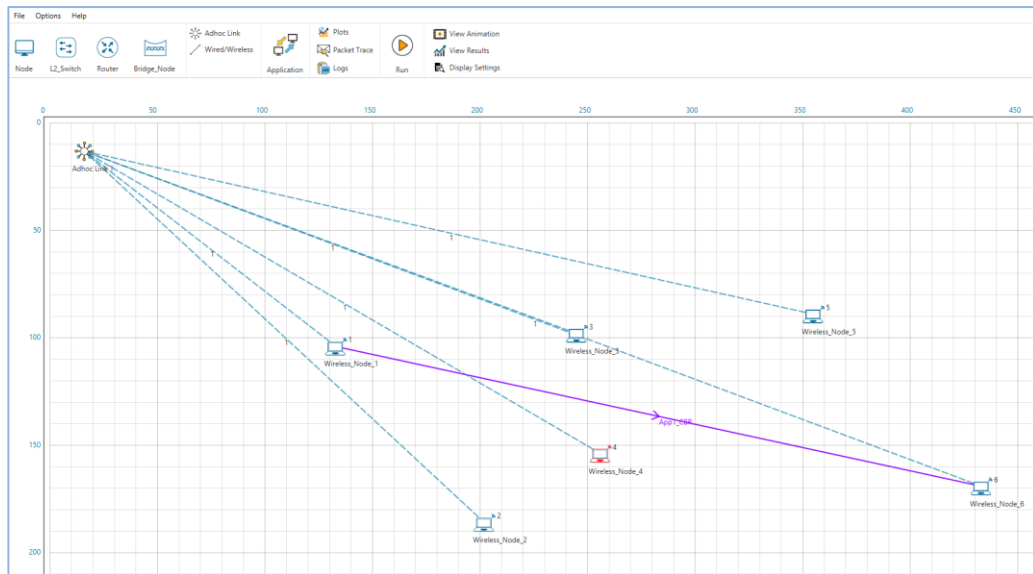 File Options Help
Node
L2_Switch
Router
Bridge_Node
Adhoc Link
Wired/Wireless
Application
Plots
Packet Trace
Logs
Run
View Animation
View Results
Display Settings
0 50 100 150 200 250 300 350 400 450
0
50
100
150
200
Adhoc Link
1
1
1
1
1
1
5
Wireless_Node_5
3
Wireless_Node_3
1
Wireless_Node_1
App1_CBR
4
Wireless_Node_4
6
Wireless_Node_6
2
Wireless_Node_2